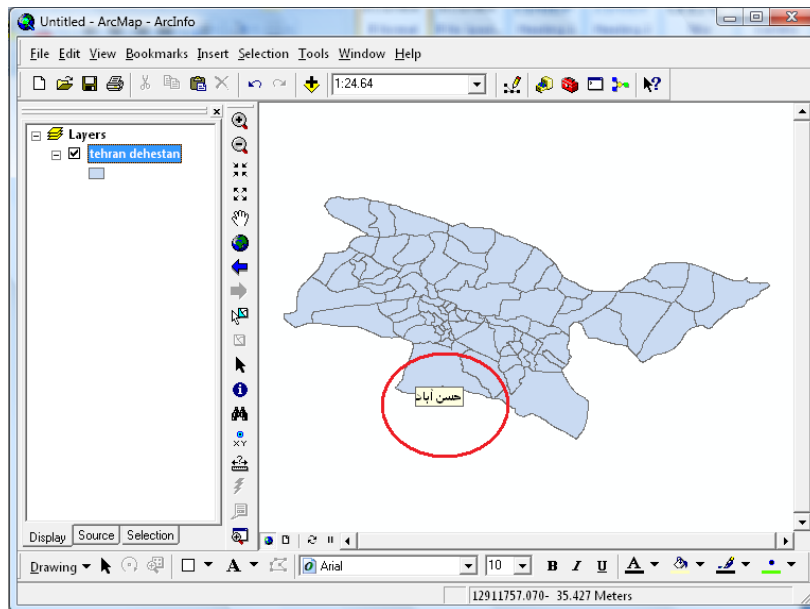 Untitled - ArcMap - ArcInfo
File Edit View Bookmarks Insert Selection Tools Window Help
1:24.64
Layers
tehran dehestan
حسن آباد
Display Source Selection
Drawing A Arial 10 B I U A
12911757.070- 35.427 Meters